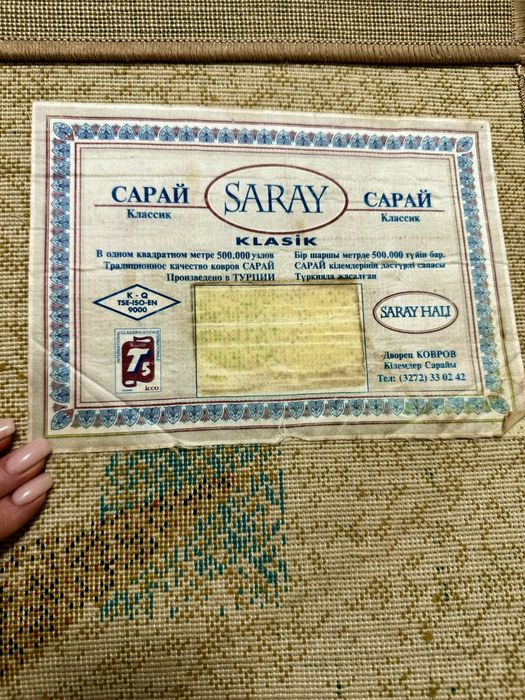 САРАЙ
Классик
SARAY
KLASİK
САРАЙ
Классик
В одном квадратном метре 500.000 узлов
Традиционное качество ковров САРАЙ
Произведено в ТУРЦИИ
Бір шаршы метрде 500.000 түйін бар.
САРАЙ кілемдерінің дәстүрлі сапасы
Түркияда жасалған
K - Q
TSE-ISO-EN
9000
SARAY HALI
INTERNATIONAL
CLASSIFICATION
T5
icco
Дворец КОВРОВ
Кілемдер Сарайы
Тел: (3272) 33 02 42